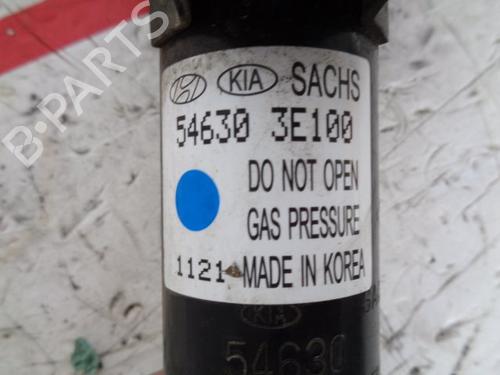 KIA SACHS
54630 3E100
DO NOT OPEN
GAS PRESSURE
1121 MADE IN KOREA
KIA
54630
B-PARTS